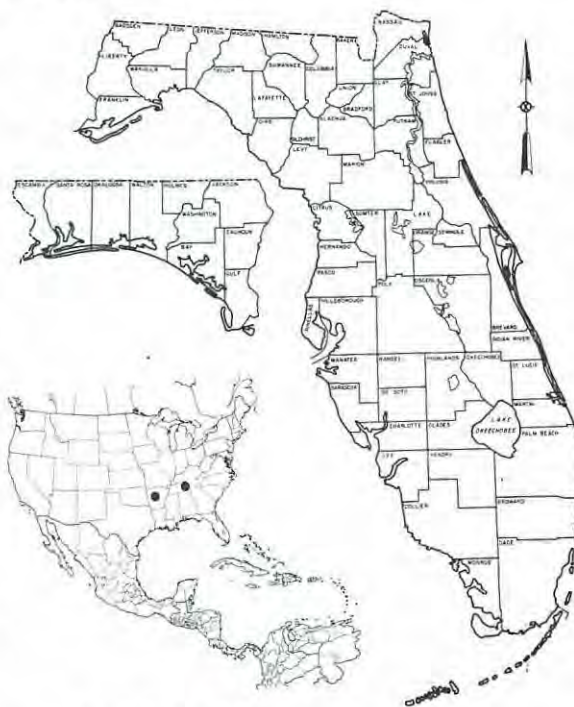 GADSDEN
LEON
JEFFERSON
MADISON
HAMILTON
NASSAU
BAKER
DUVAL
LIBERTY
WAKULLA
TAYLOR
SUWANNEE
COLUMBIA
UNION
CLAY
ST JOHNS
FRANKLIN
LAFAYETTE
BRADFORD
DIXIE
GILCHRIST
ALACHUA
PUTNAM
FLAGLER
LEVY
MARION
VOLUSIA
ESCAMBIA
SANTA ROSA
OKALOOSA
WALTON
HOLMES
JACKSON
WASHINGTON
BAY
CALHOUN
GULF
CITRUS
SUMTER
LAKE
ORANGE
SEMINOLE
HERNANDO
PASCO
POLK
OSCEOLA
HILLSBOROUGH
PINELLAS
BREVARD
INDIAN RIVER
MANATEE
HARDEE
HIGHLANDS
OKEECHOBEE
ST LUCIE
SARASOTA
DE SOTO
MARTIN
CHARLOTTE
GLADES
LAKE
OKEECHOBEE
PALM BEACH
LEE
HENDRY
COLLIER
BROWARD
DADE
MONROE